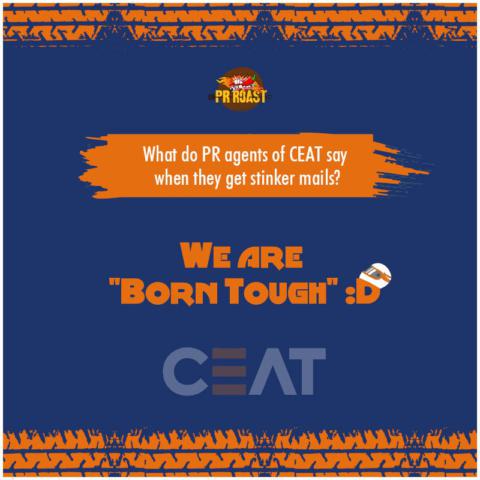 PR ROAST
What do PR agents of CEAT say
when they get stinker mails?
WE ARE
"BORN TOUGH" :D
CEAT